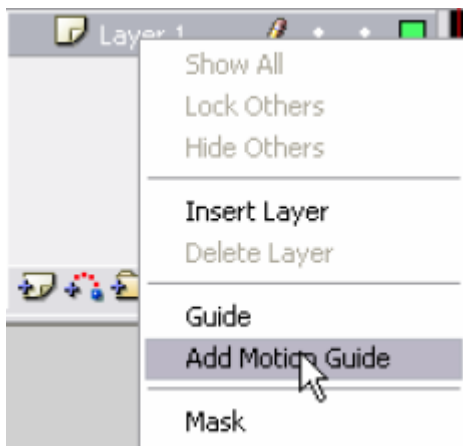 Layer 1
Show All
Lock Others
Hide Others
Insert Layer
Delete Layer
Guide
Add Motion Guide
Mask